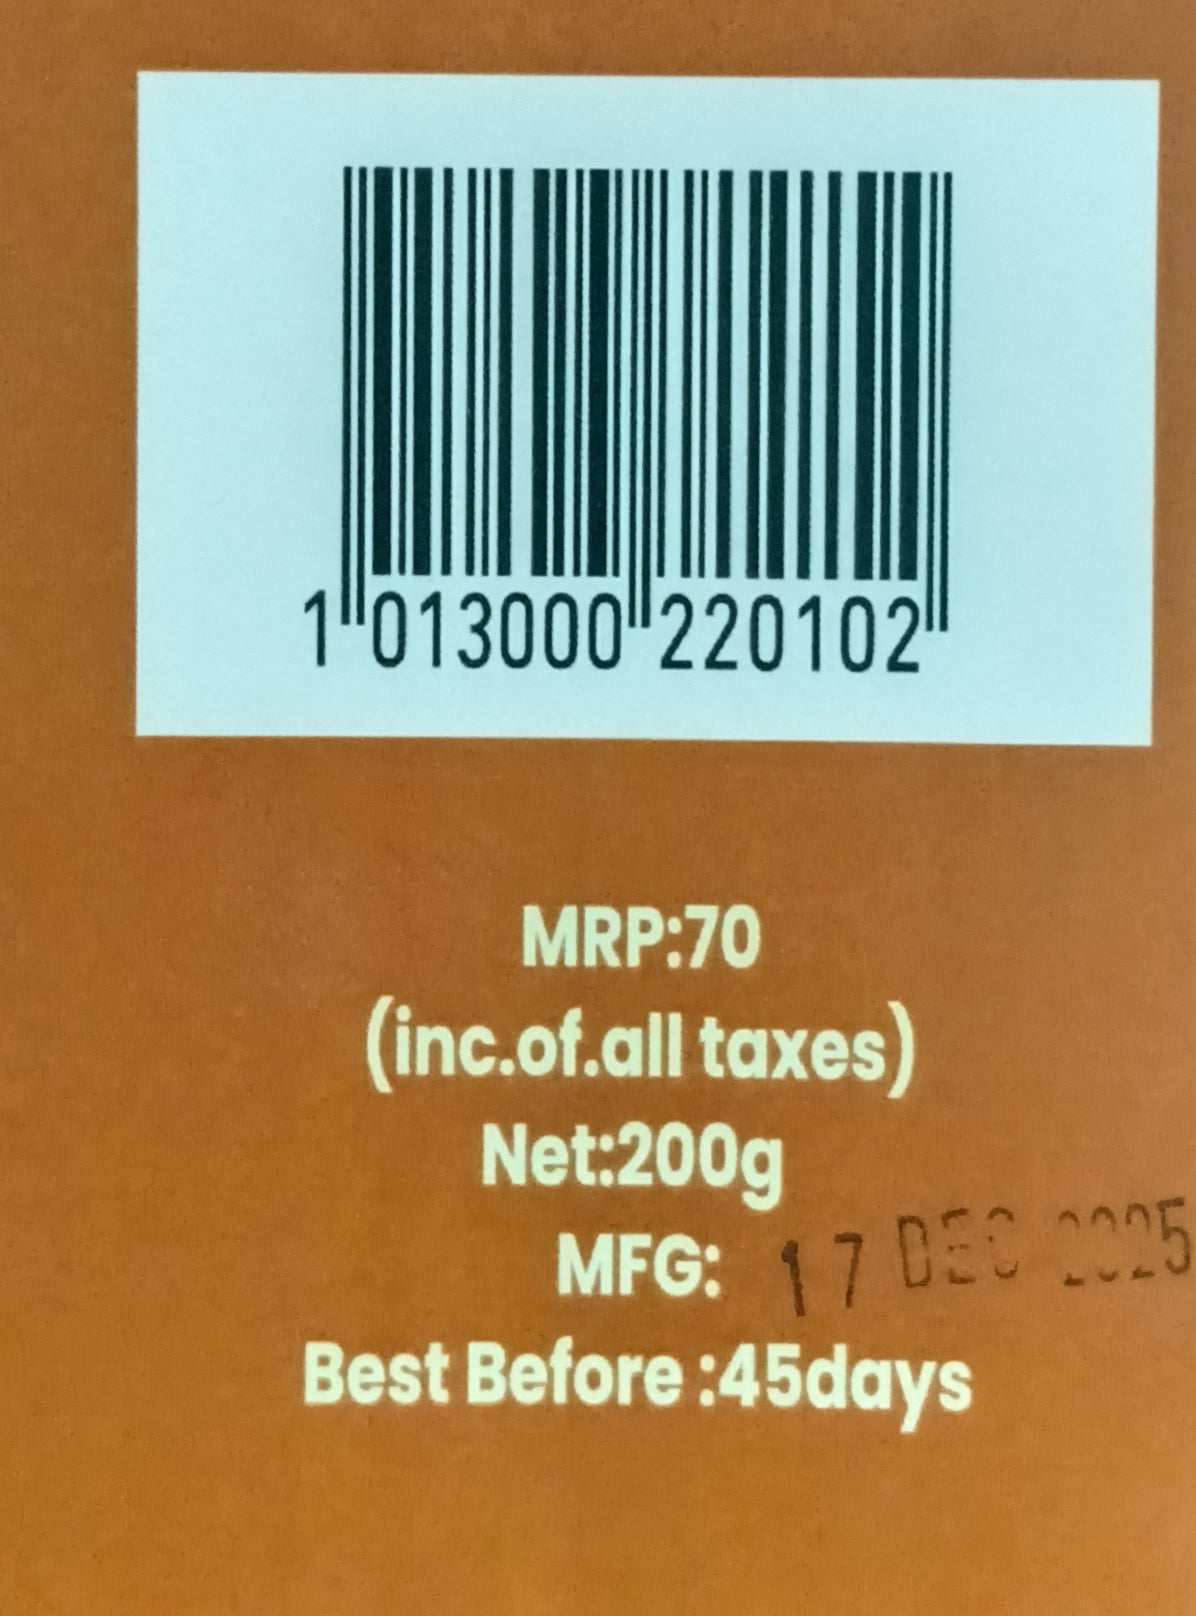 1 013000 220102
MRP:70
(inc.of.all taxes)
Net:200g
MFG: 17 DEC 2025
Best Before :45days